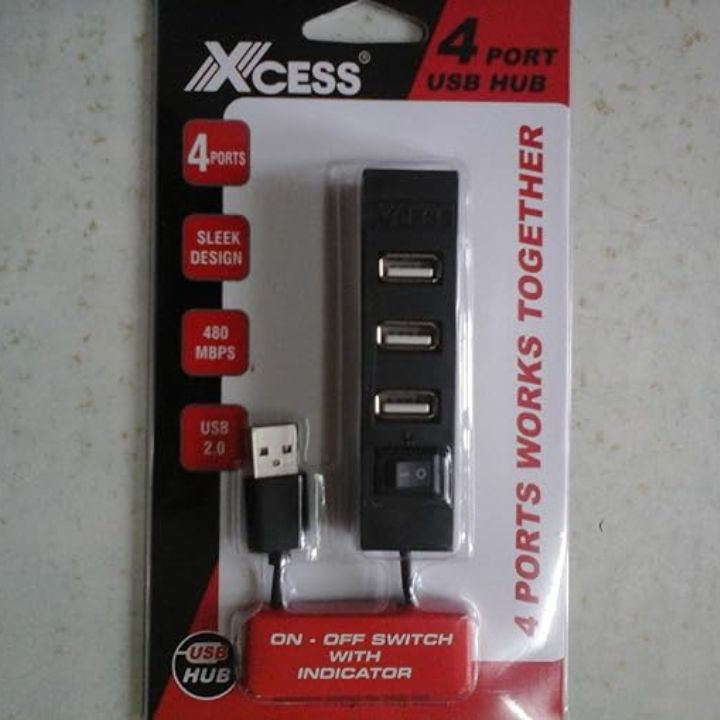 XCESS®
4 PORT
USB HUB
4 PORTS
SLEEK
DESIGN
480
MBPS
USB
2.0
XCESS
4 PORTS WORKS TOGETHER
ON - OFF SWITCH
WITH
INDICATOR
USB
HUB